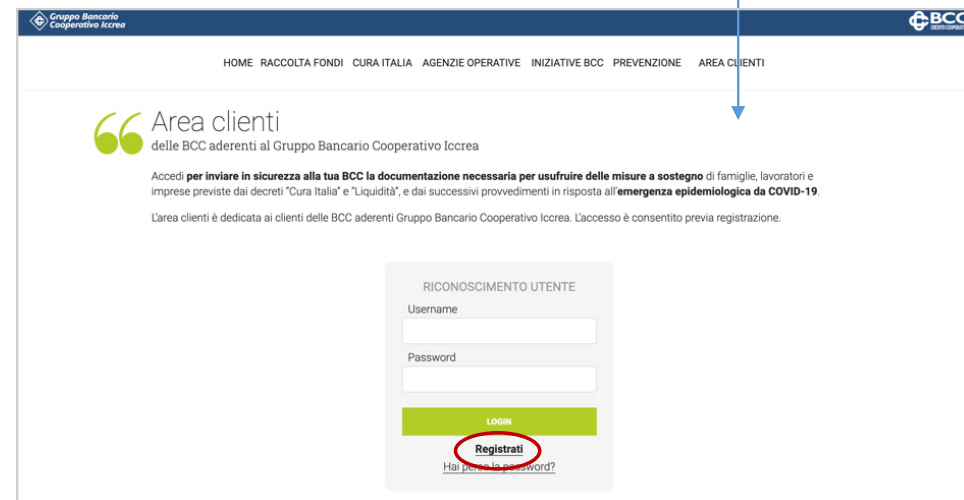 Gruppo Bancario
Cooperativo Iccrea
BCC
CREDITO COOPERATIVO
HOME RACCOLTA FONDI CURA ITALIA AGENZIE OPERATIVE INIZIATIVE BCC PREVENZIONE AREA CLIENTI
Area clienti
delle BCC aderenti al Gruppo Bancario Cooperativo Iccrea
Accedi per inviare in sicurezza alla tua BCC la documentazione necessaria per usufruire delle misure a sostegno di famiglie, lavoratori e
imprese previste dai decreti "Cura Italia" e "Liquidità", e dai successivi provvedimenti in risposta all'emergenza epidemiologica da COVID-19.
L'area clienti è dedicata ai clienti delle BCC aderenti Gruppo Bancario Cooperativo Iccrea. L'accesso è consentito previa registrazione.
RICONOSCIMENTO UTENTE
Username
Password
LOGIN
Registrati
Hai perso la password?